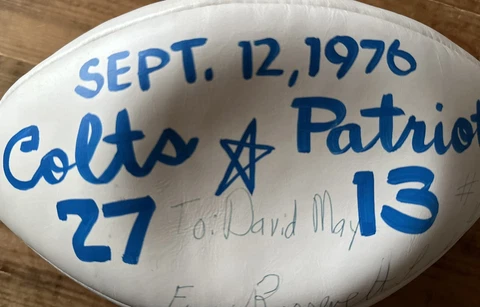 SEPT. 12, 1976
Colts ☆ Patriot
27 13
To: David May
#